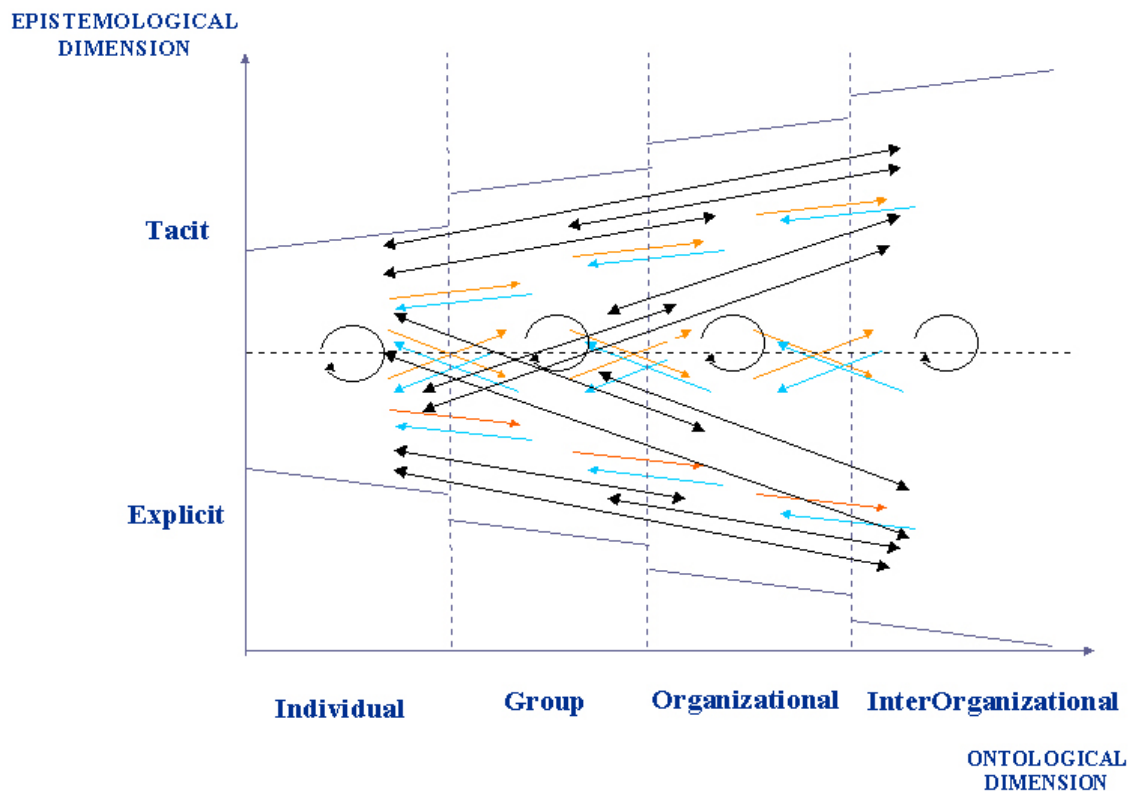 EPISTEMOLOGICAL
DIMENSION
Tacit
Explicit
Individual
Group
Organizational
InterOrganizational
ONTOLOGICAL
DIMENSION